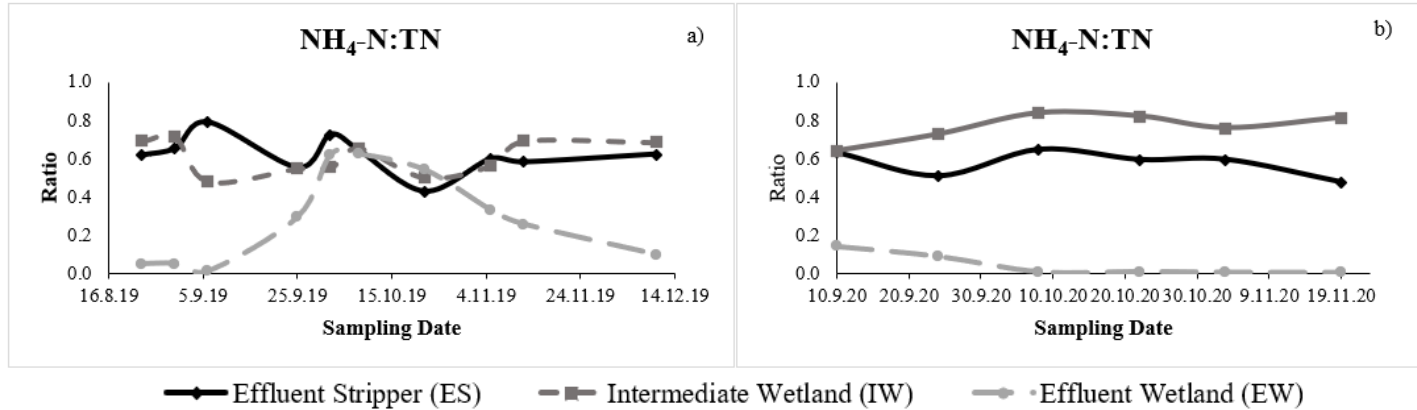 NH₄-N:TN
a)
1.0
0.8
0.6
0.4
0.2
0.0
Ratio
16.8.19 5.9.19 25.9.19 15.10.19 4.11.19 24.11.19 14.12.19
Sampling Date
NH₄-N:TN
b)
1.0
0.8
0.6
0.4
0.2
0.0
Ratio
10.9.20 20.9.20 30.9.20 10.10.20 20.10.20 30.10.20 9.11.20 19.11.20
Sampling Date
Effluent Stripper (ES) Intermediate Wetland (IW) Effluent Wetland (EW)